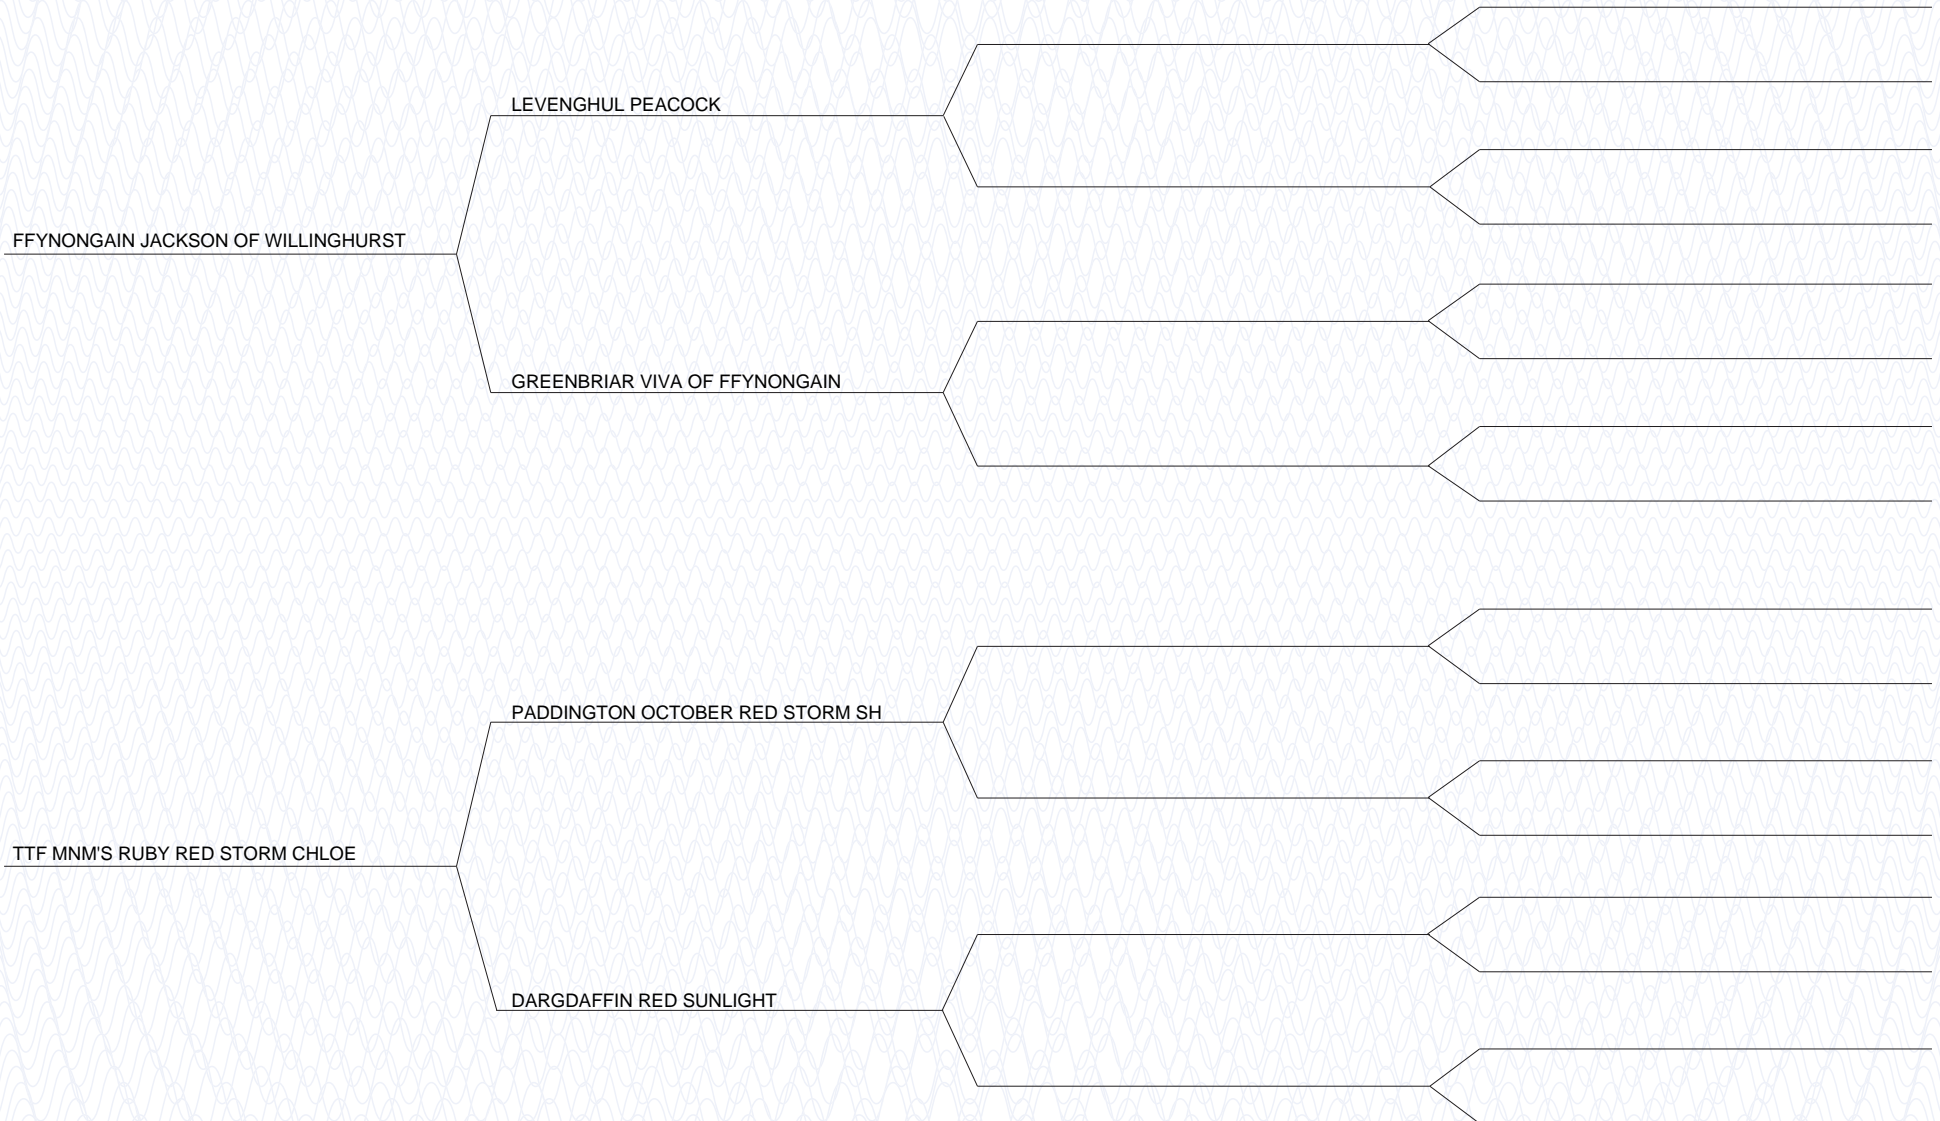 LEVENGHUL PEACOCK
FFYNONGAIN JACKSON OF WILLINGHURST
GREENBRIAR VIVA OF FFYNONGAIN
PADDINGTON OCTOBER RED STORM SH
TTF MNM'S RUBY RED STORM CHLOE
DARGDAFFIN RED SUNLIGHT